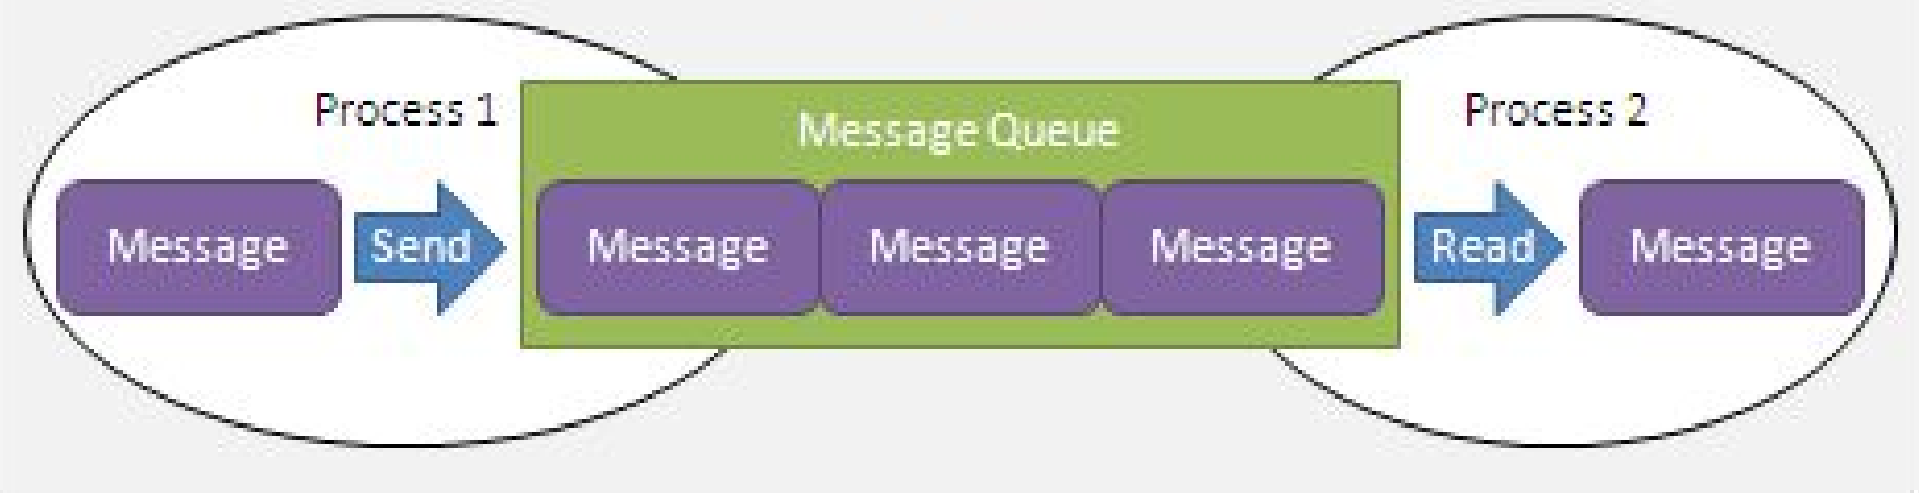 Process 1
Message Queue
Process 2
Message
Send
Message
Message
Message
Read
Message